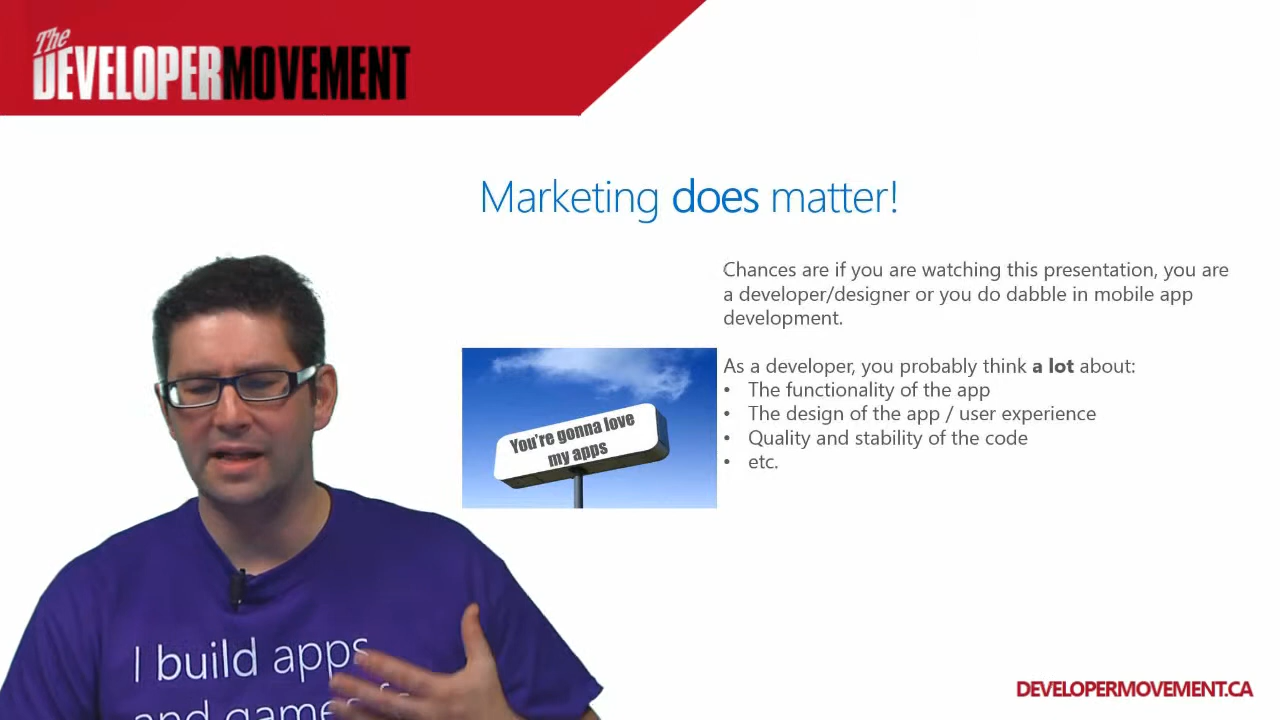 The
DEVELOPERMOVEMENT
Marketing does matter!
Chances are if you are watching this presentation, you are
a developer/designer or you do dabble in mobile app
development.
As a developer, you probably think a lot about:
• The functionality of the app
• The design of the app / user experience
• Quality and stability of the code
• etc.
You're gonna love
my apps
I build apps
and games
DEVELOPERMOVEMENT.CA